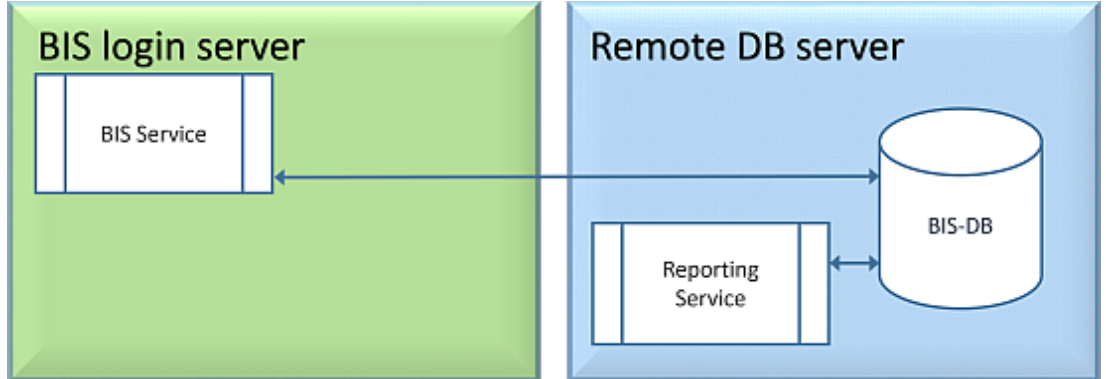 BIS login server
Remote DB server
BIS Service
BIS-DB
Reporting
Service